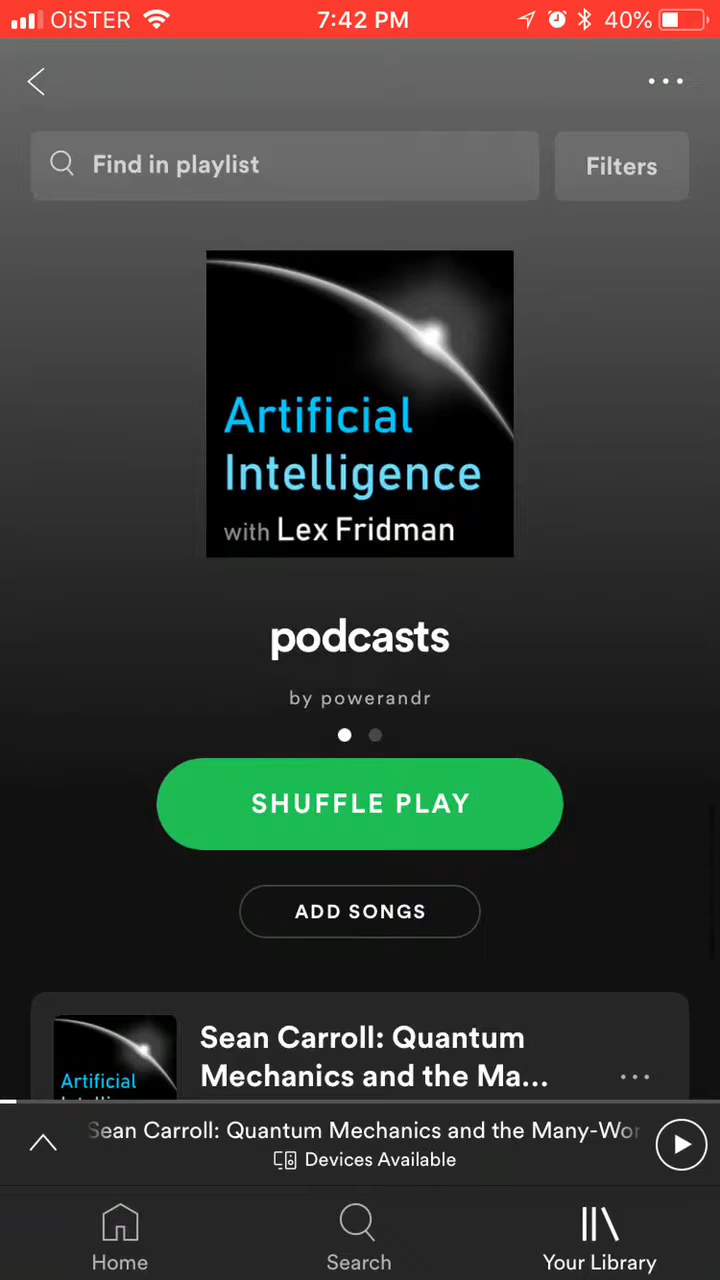 OiSTER 7:42 PM 40%
Find in playlist Filters
Artificial
Intelligence
with Lex Fridman
podcasts
by powerandr
SHUFFLE PLAY
ADD SONGS
Sean Carroll: Quantum
Mechanics and the Ma...
Artificial
Sean Carroll: Quantum Mechanics and the Many-Wor
Devices Available
Home Search Your Library